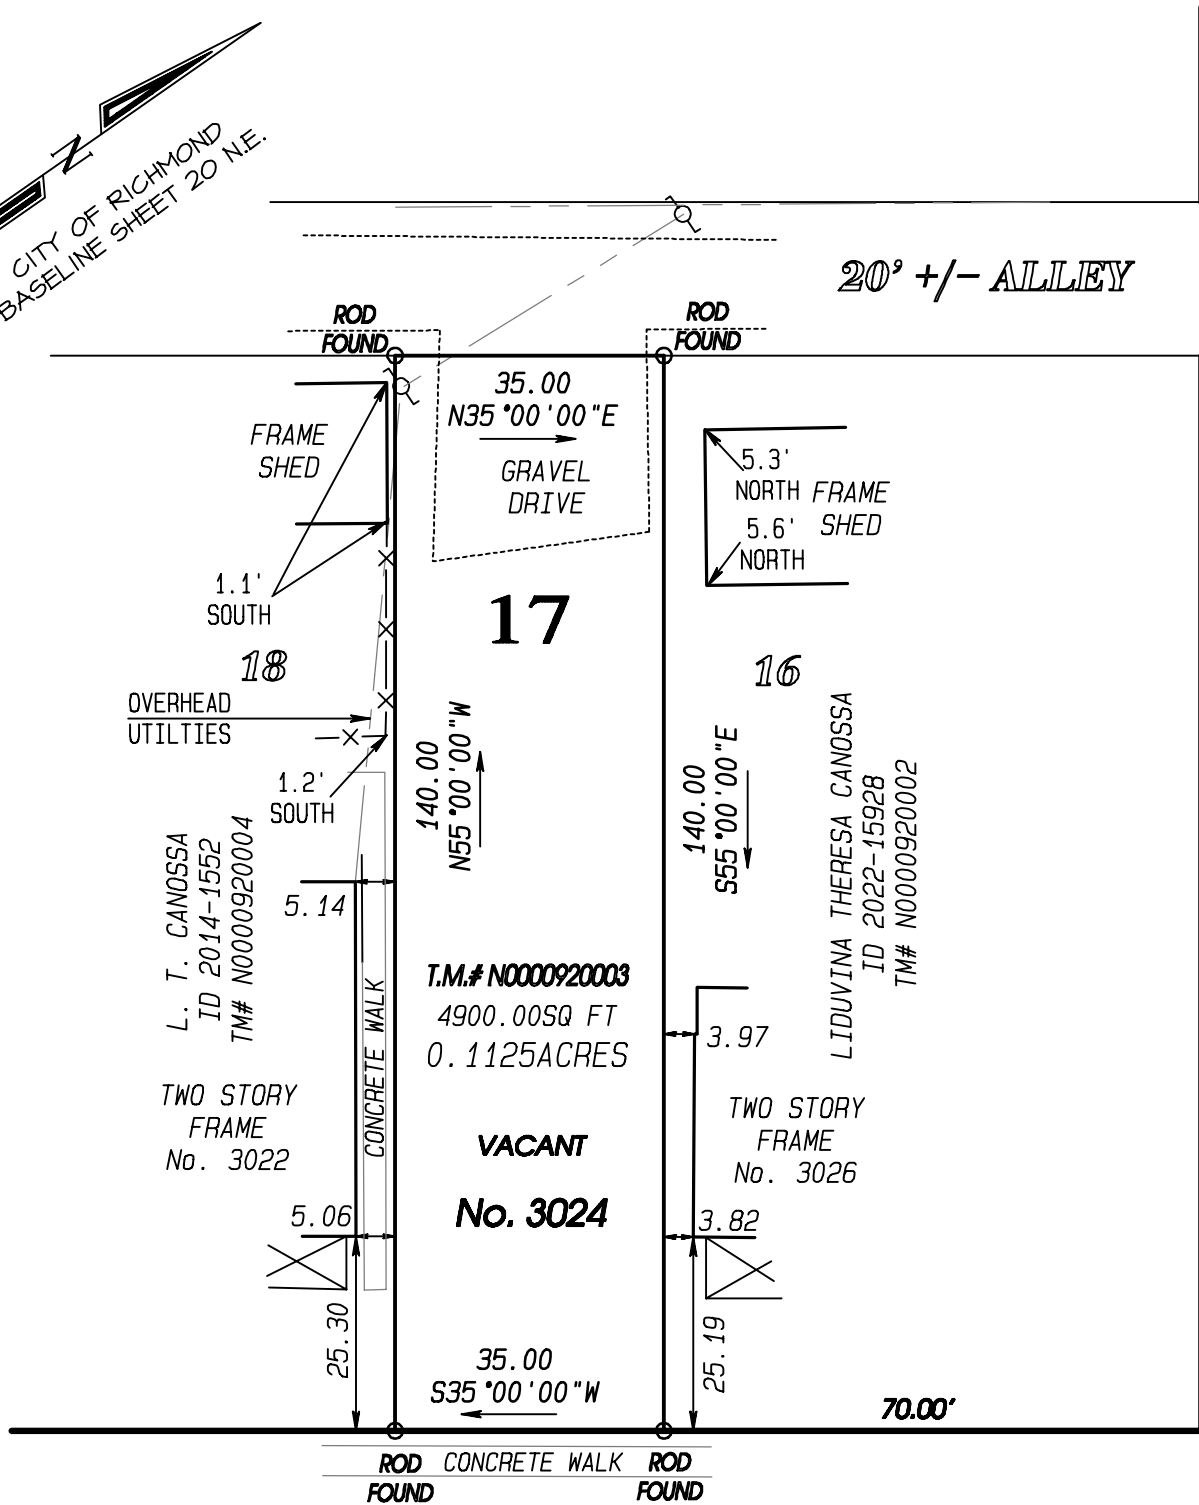 N
CITY OF RICHMOND
BASELINE SHEET 20 N.E.
20' +/- ALLEY
ROD
FOUND
ROD
FOUND
35.00
N35°00'00"E
GRAVEL
DRIVE
FRAME
SHED
5.3'
NORTH
FRAME
SHED
5.6'
NORTH
1.1'
SOUTH
17
18
16
OVERHEAD
UTILTIES
1.2'
SOUTH
140.00
N55°00'00"W
140.00
S55°00'00"E
L. T. CANOSSA
ID 2014-1552
TM# N0000920004
LIDUVINA THERESA CANOSSA
ID 2022-15928
TM# N0000920002
5.14
T.M.# N0000920003
4900.00SQ FT
0.1125ACRES
3.97
CONCRETE WALK
TWO STORY
FRAME
No. 3022
TWO STORY
FRAME
No. 3026
VACANT
No. 3024
5.06
3.82
25.30
25.19
35.00
S35°00'00"W
70.00'
ROD
FOUND
CONCRETE WALK
ROD
FOUND